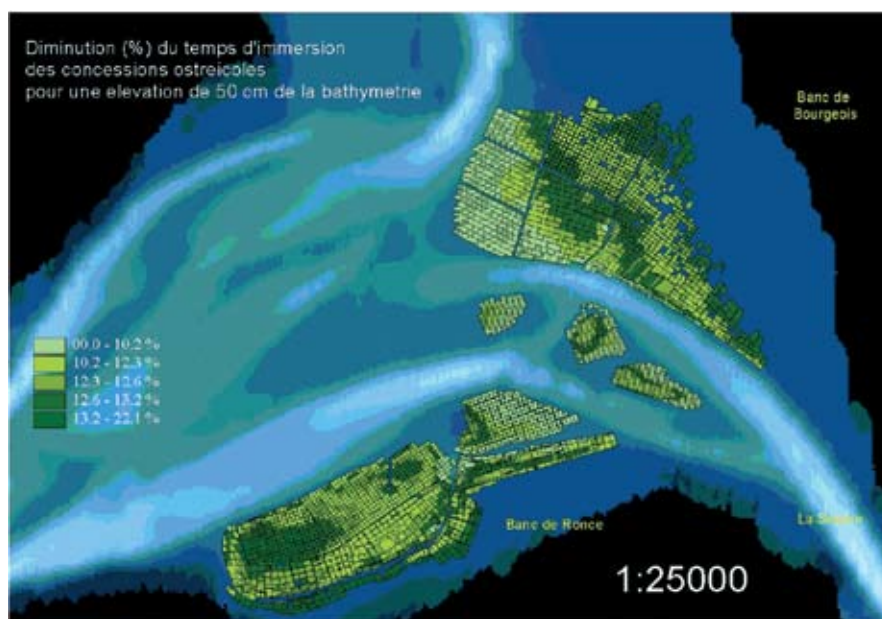 Diminution (%) du temps d'immersion
des concessions ostreicoles
pour une elevation de 50 cm de la bathymetrie
Banc de
Bourgeois
00.0 - 10.2 %
10.2 - 12.3 %
12.3 - 12.6 %
12.6 - 13.2 %
13.2 - 22.1 %
Banc de Ronce
La
1:25000